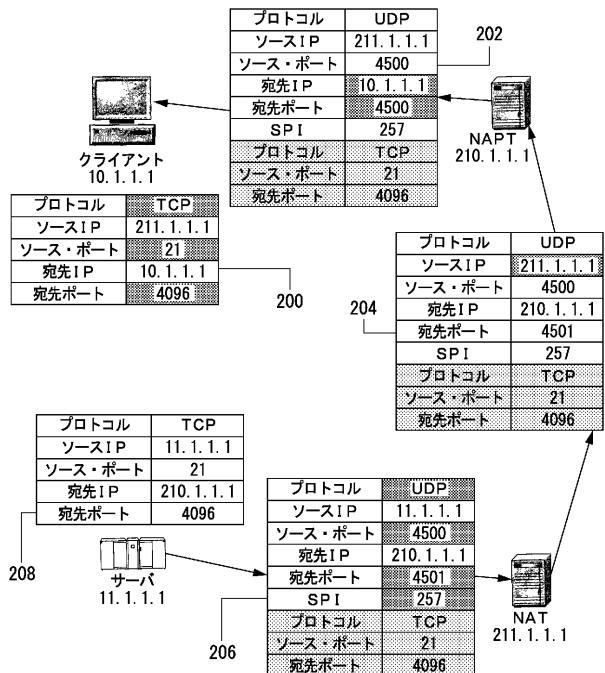 プロトコル UDP
ソースIP 211.1.1.1
ソース・ポート 4500
宛先IP 10.1.1.1
宛先ポート 4500
SPI 257
プロトコル TCP
ソース・ポート 21
宛先ポート 4096
202
クライアント
10.1.1.1
NAPT
210.1.1.1
プロトコル TCP
ソースIP 211.1.1.1
ソース・ポート 21
宛先IP 10.1.1.1
宛先ポート 4096
200
プロトコル UDP
ソースIP 211.1.1.1
ソース・ポート 4500
宛先IP 210.1.1.1
宛先ポート 4501
SPI 257
プロトコル TCP
ソース・ポート 21
宛先ポート 4096
204
プロトコル TCP
ソースIP 11.1.1.1
ソース・ポート 21
宛先IP 210.1.1.1
宛先ポート 4096
208
サーバ
11.1.1.1
プロトコル UDP
ソースIP 11.1.1.1
ソース・ポート 4500
宛先IP 210.1.1.1
宛先ポート 4501
SPI 257
プロトコル TCP
ソース・ポート 21
宛先ポート 4096
206
NAT
211.1.1.1